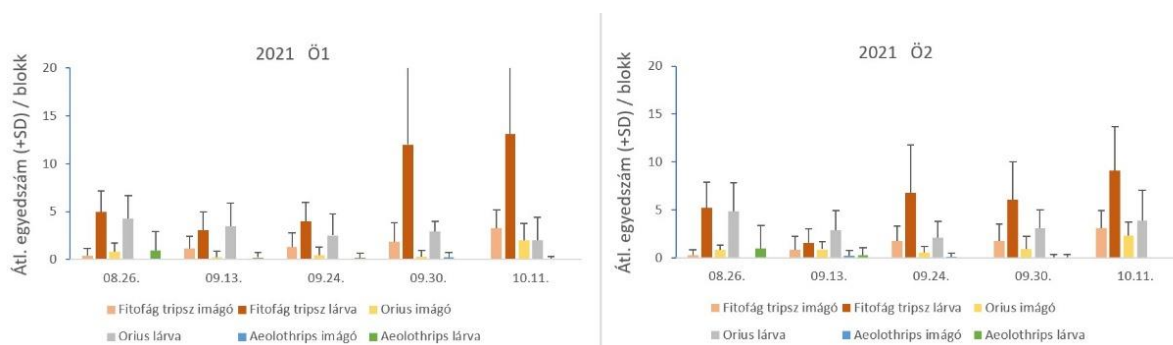 2021 Ö1
Átl. egyedszám (+SD) / blokk
20
15
10
5
0
08.26. 09.13. 09.24. 09.30. 10.11.
Fitofág tripsz imágó Fitofág tripsz lárva Orius imágó
Orius lárva Aeolothrips imágó Aeolothrips lárva
2021 Ö2
Átl. egyedszám (+SD) / blokk
20
15
10
5
0
08.26. 09.13. 09.24. 09.30. 10.11.
Fitofág tripsz imágó Fitofág tripsz lárva Orius imágó
Orius lárva Aeolothrips imágó Aeolothrips lárva